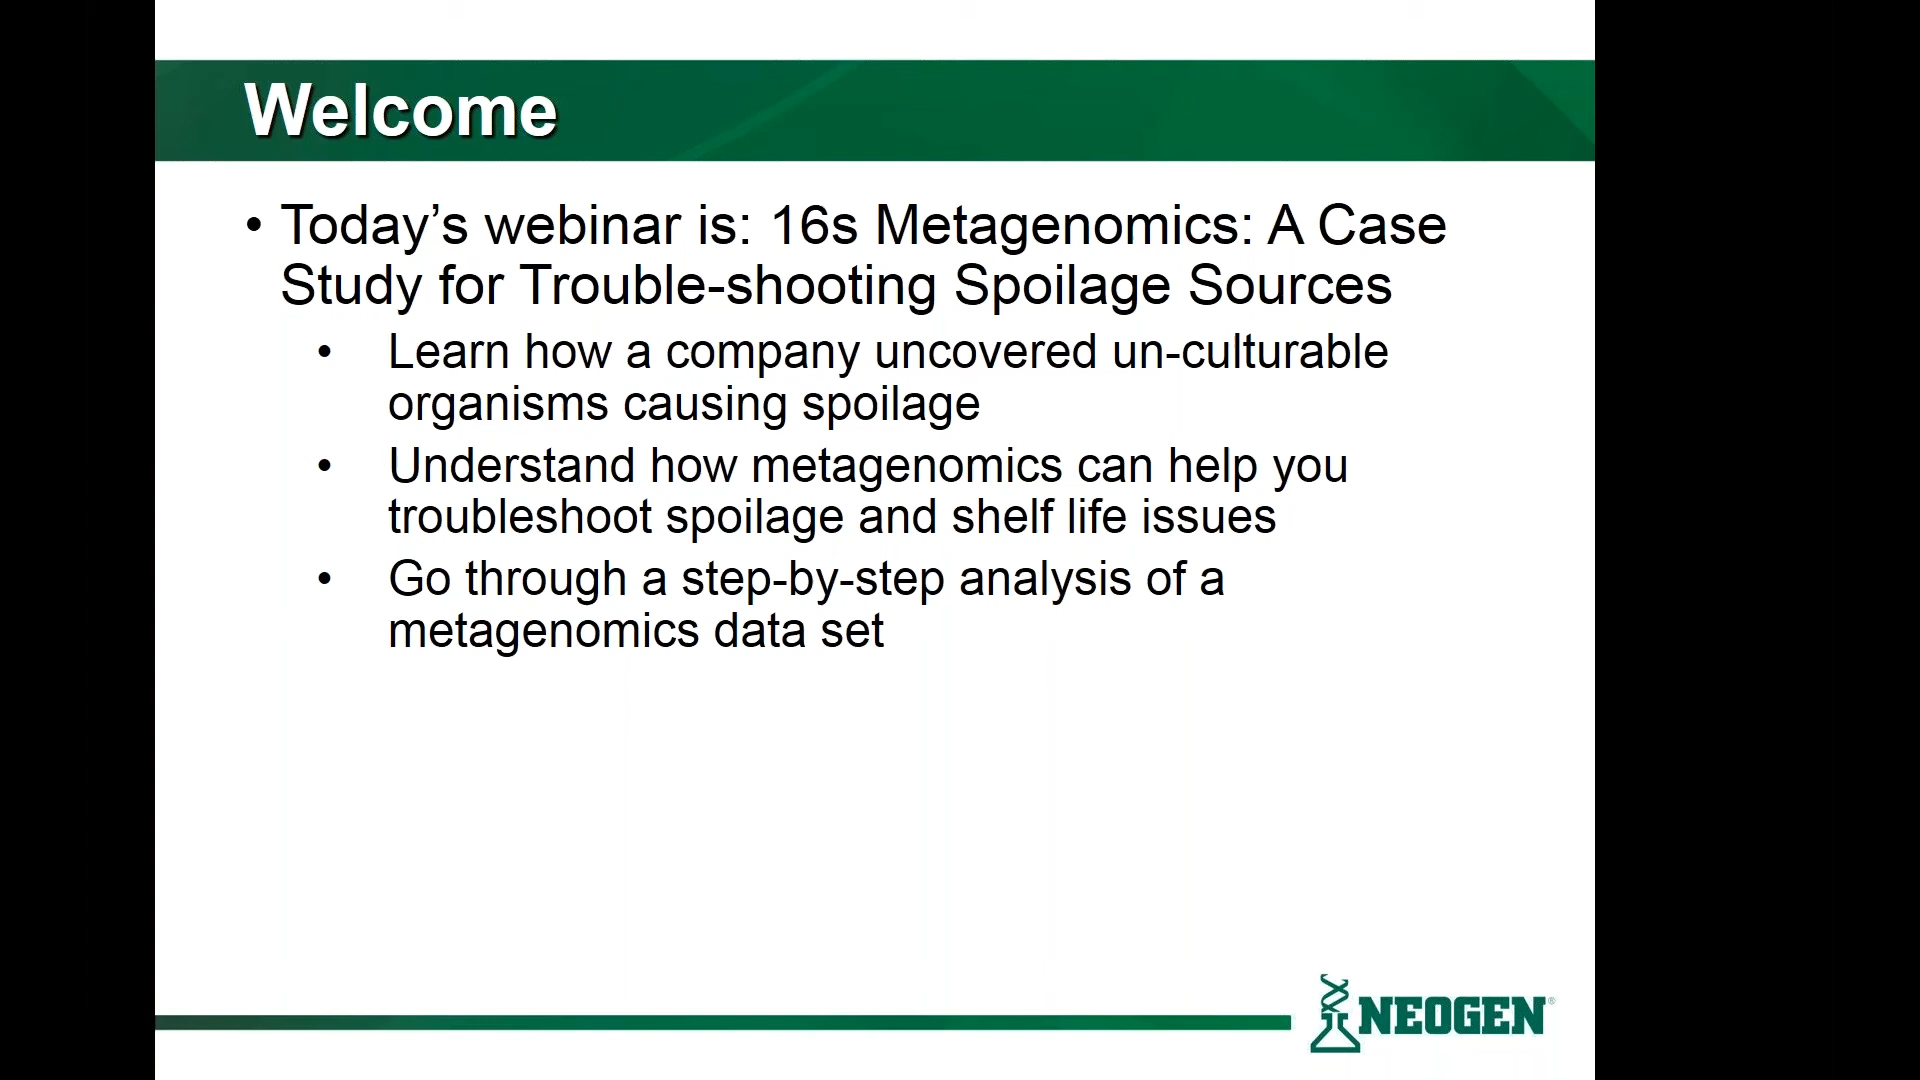 Welcome
• Today’s webinar is: 16s Metagenomics: A Case
Study for Trouble-shooting Spoilage Sources
• Learn how a company uncovered un-culturable
organisms causing spoilage
• Understand how metagenomics can help you
troubleshoot spoilage and shelf life issues
• Go through a step-by-step analysis of a
metagenomics data set
NEOGEN®